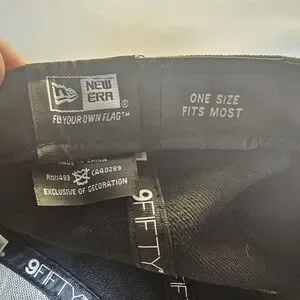 NEW
ERA®
FLY YOUR OWN FLAG™
ONE SIZE
FITS MOST
MADE IN CHINA
RN11493 CA40289
EXCLUSIVE OF DECORATION
9FIFTY
9FIFTY